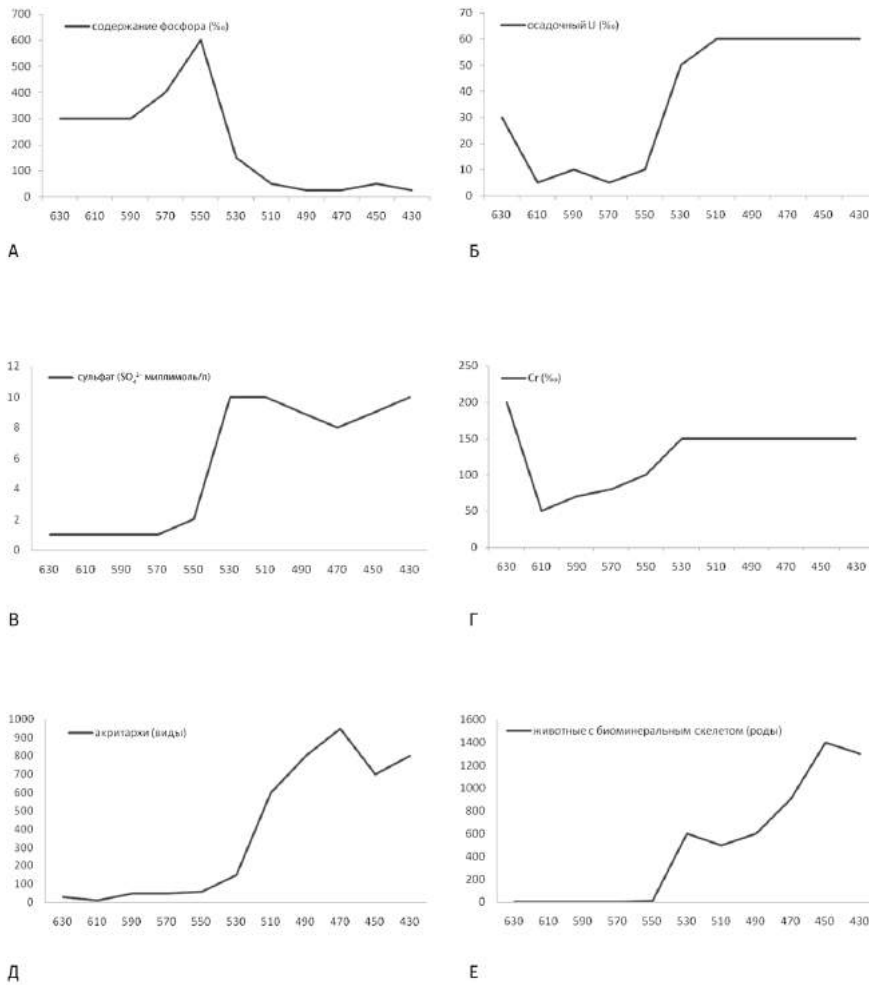 содержание фосфора (‰)
700
600
500
400
300
200
100
0
630 610 590 570 550 530 510 490 470 450 430
А
осадочный U (‰)
70
60
50
40
30
20
10
0
630 610 590 570 550 530 510 490 470 450 430
Б
сульфат (SO₄²⁻ миллимоль/л)
12
10
8
6
4
2
0
630 610 590 570 550 530 510 490 470 450 430
В
Cr (‰)
250
200
150
100
50
0
630 610 590 570 550 530 510 490 470 450 430
Г
акритархи (виды)
1000
900
800
700
600
500
400
300
200
100
0
630 610 590 570 550 530 510 490 470 450 430
Д
животные с биоминеральным скелетом (роды)
1600
1400
1200
1000
800
600
400
200
0
630 610 590 570 550 530 510 490 470 450 430
Е